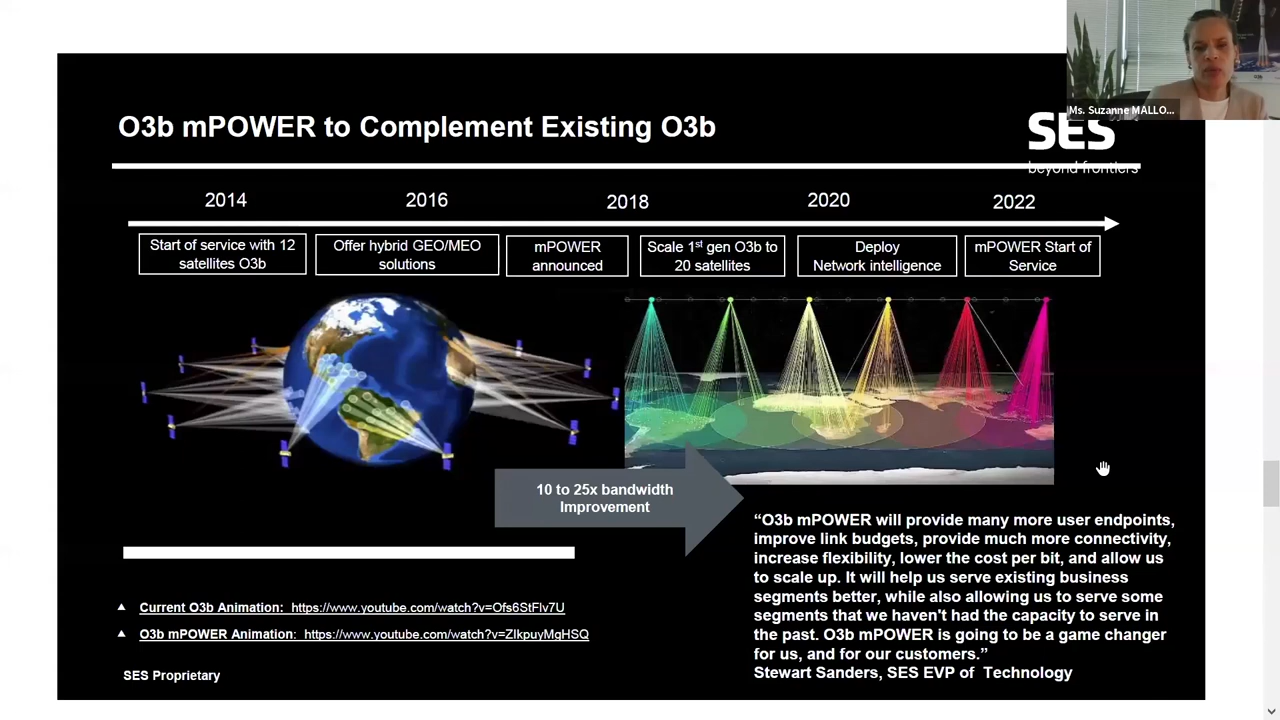 Ms. Suzanne MALLO...
O3b mPOWER to Complement Existing O3b
SES
beyond frontiers
2014
2016
2018
2020
2022
Start of service with 12
satellites O3b
Offer hybrid GEO/MEO
solutions
mPOWER
announced
Scale 1st gen O3b to
20 satellites
Deploy
Network intelligence
mPOWER Start of
Service
10 to 25x bandwidth
Improvement
“O3b mPOWER will provide many more user endpoints,
improve link budgets, provide much more connectivity,
increase flexibility, lower the cost per bit, and allow us
to scale up. It will help us serve existing business
segments better, while also allowing us to serve some
segments that we haven't had the capacity to serve in
the past. O3b mPOWER is going to be a game changer
for us, and for our customers.”
Stewart Sanders, SES EVP of Technology
Current O3b Animation: https://www.youtube.com/watch?v=Ofs6StFlv7U
O3b mPOWER Animation: https://www.youtube.com/watch?v=ZIkpuyMgHSQ
SES Proprietary